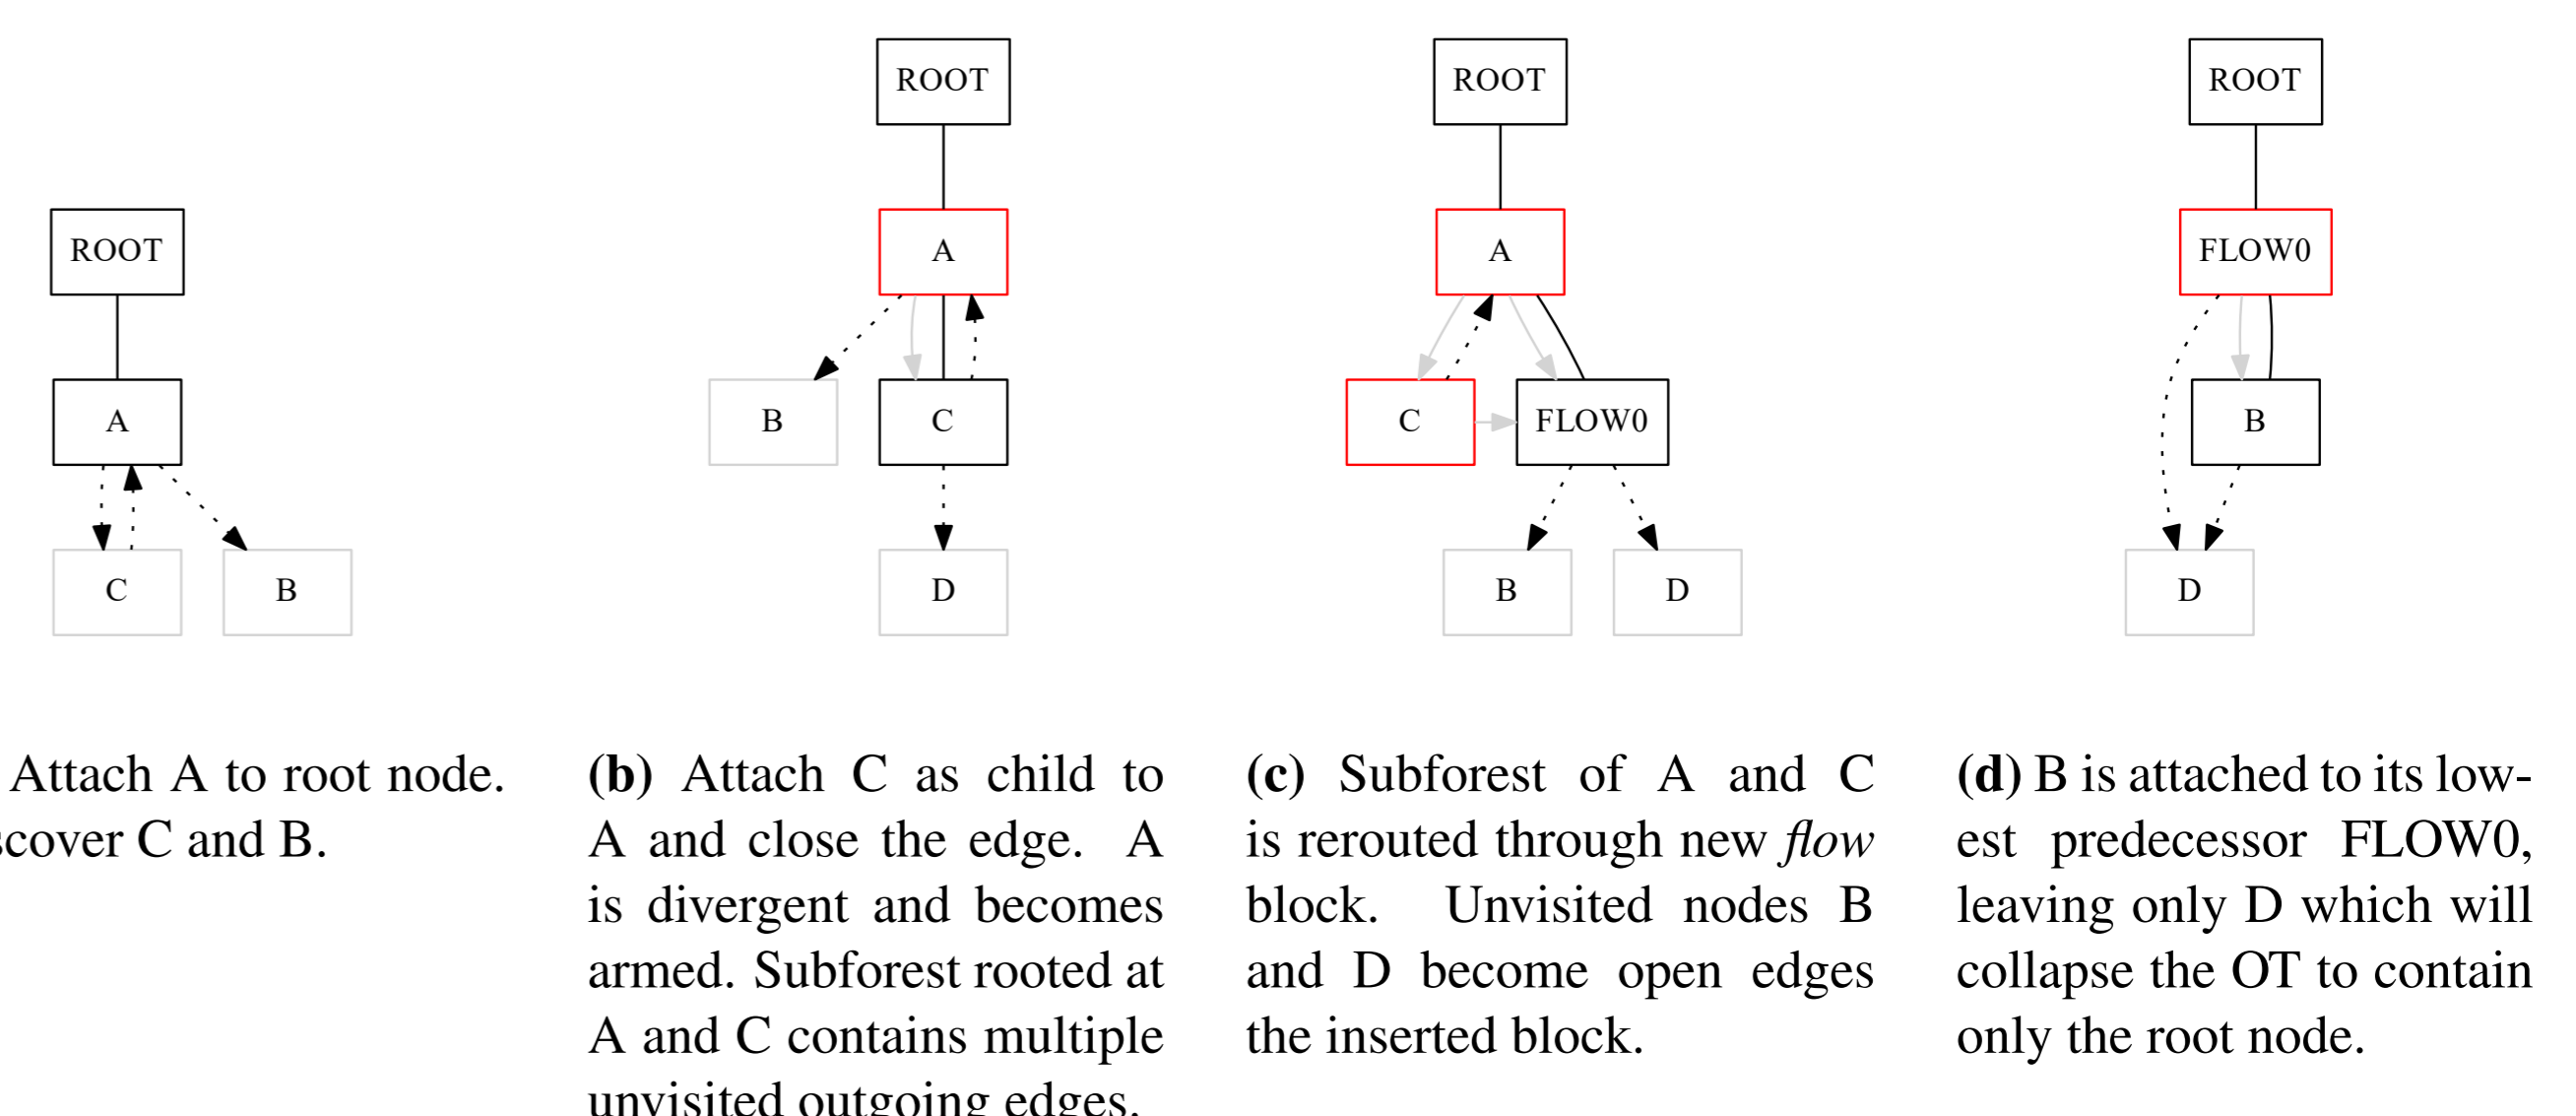 ROOT
A
C
B
Attach A to root node.
scover C and B.
ROOT
A
B
C
D
(b) Attach C as child to
A and close the edge. A
is divergent and becomes
armed. Subforest rooted at
A and C contains multiple
unvisited outgoing edges.
ROOT
A
C
FLOW0
B
D
(c) Subforest of A and C
is rerouted through new flow
block. Unvisited nodes B
and D become open edges
the inserted block.
ROOT
FLOW0
B
D
(d) B is attached to its low-
est predecessor FLOW0,
leaving only D which will
collapse the OT to contain
only the root node.